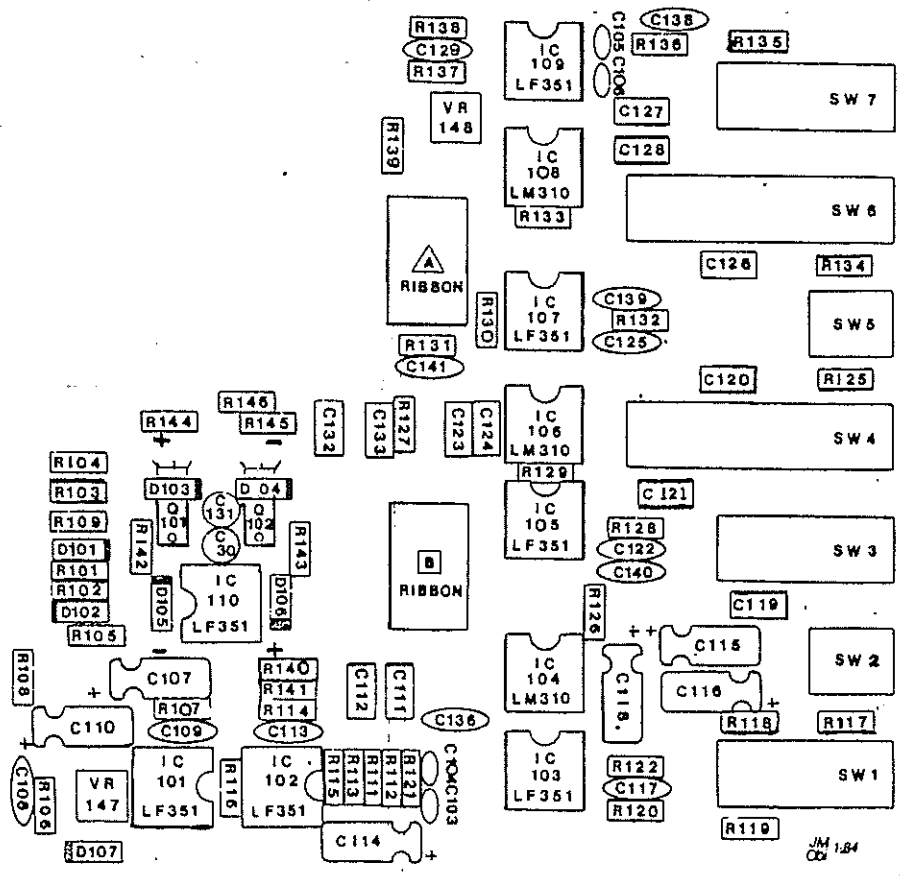 R138
C129
R137
VR
148
R139
IC
109
LF351
C105
C106
C138
R136
R135
C127
C128
SW 7
IC
108
LM310
R133
SW 6
A
RIBBON
C126
R134
R130
IC
107
LF351
C139
R132
C125
SW5
R131
C141
C120
R125
R146
R144
R145
+
-
C132
C133
R127
C123
C124
IC
106
LM310
R129
SW 4
R104
R103
R109
D101
R101
R102
D102
R105
D103
Q
101
C
131
D 04
Q
102
C
30
R142
R143
D105
IC
110
LF351
D106
B
RIBBON
IC
105
LF351
C121
R128
C122
C140
SW 3
R126
C119
-
+
R108
+
C107
R140
R141
R114
C112
C111
C136
IC
104
LM310
+
C118.
+
C115
C116
+
SW 2
R118
R117
+
C110
R107
C109
C113
C108
R106
VR
147
IC
101
LF351
R116
IC
102
LF351
R115
R113
R111
R112
R121
C104
C103
IC
103
LF351
R122
C117
R120
SW1
D107
C114
+
R119
JM
1·84